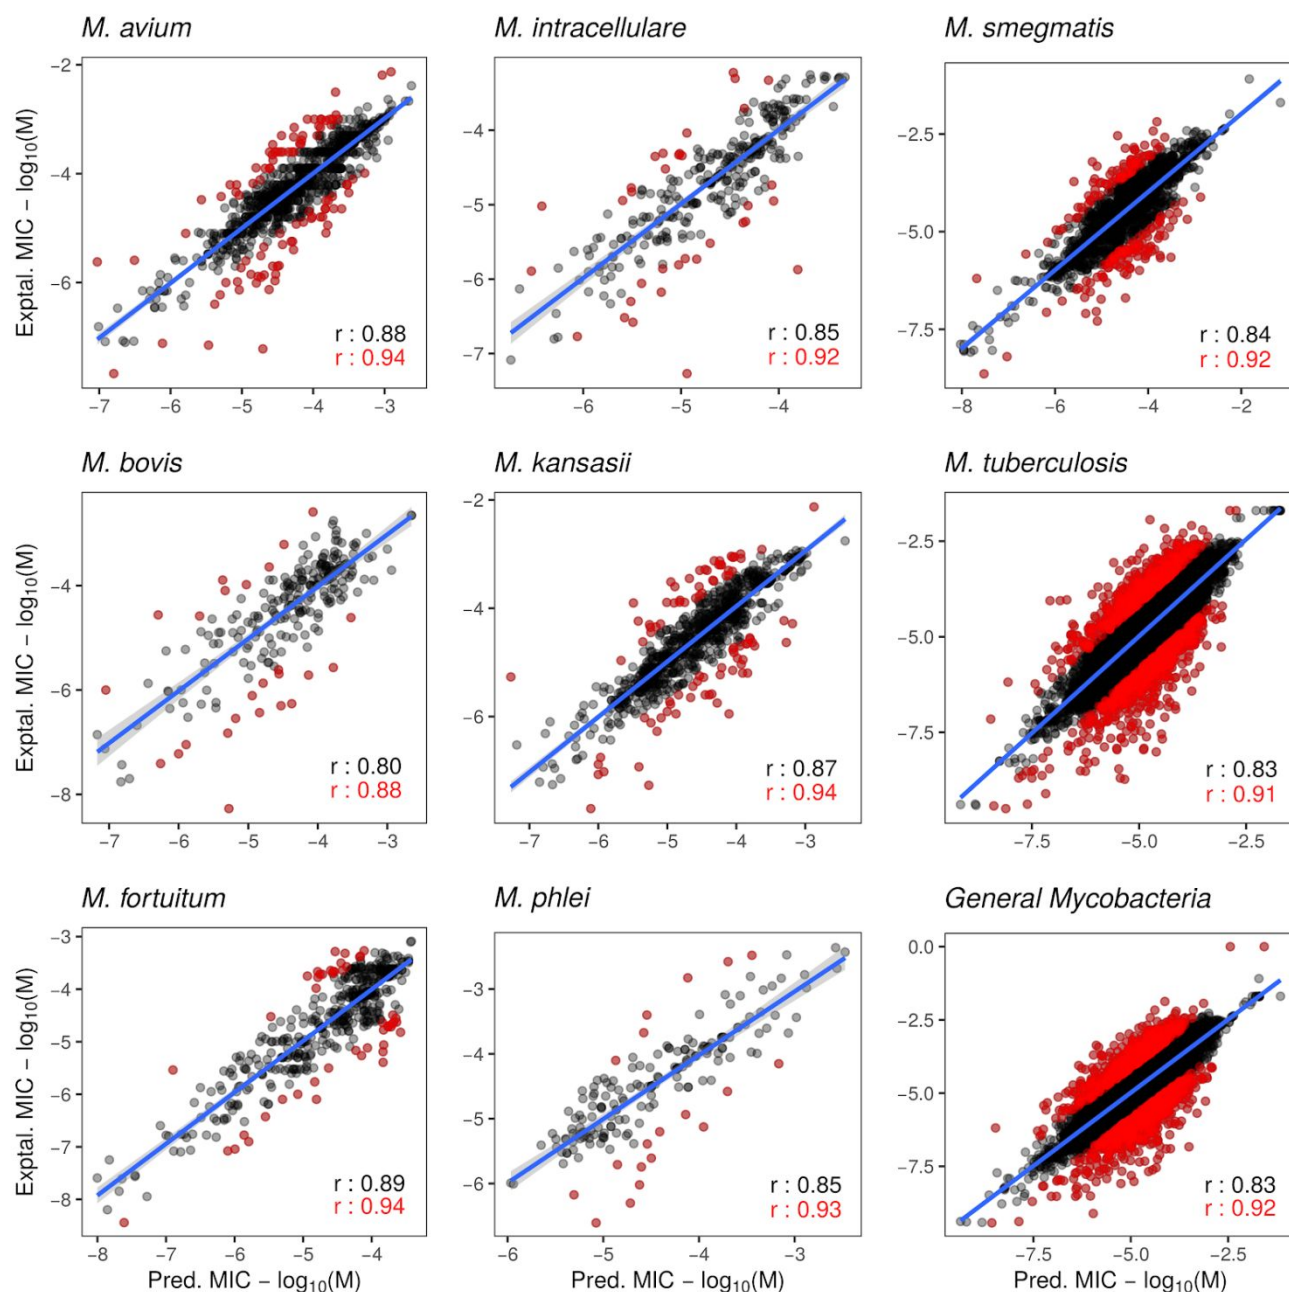 M. avium
M. intracellulare
M. smegmatis
Exptal. MIC − log10(M)
−2
−4
−6
r : 0.88
r : 0.94
−7 −6 −5 −4 −3
−4
−5
−6
−7
r : 0.85
r : 0.92
−6 −5 −4
−2.5
−5.0
−7.5
r : 0.84
r : 0.92
−8 −6 −4 −2
M. bovis
M. kansasii
M. tuberculosis
Exptal. MIC − log10(M)
−4
−6
−8
r : 0.80
r : 0.88
−7 −6 −5 −4 −3
−2
−4
−6
r : 0.87
r : 0.94
−7 −6 −5 −4 −3
−2.5
−5.0
−7.5
r : 0.83
r : 0.91
−7.5 −5.0 −2.5
M. fortuitum
M. phlei
General Mycobacteria
Exptal. MIC − log10(M)
−3
−4
−5
−6
−7
−8
r : 0.89
r : 0.94
−8 −7 −6 −5 −4
Pred. MIC − log10(M)
−3
−4
−5
−6
r : 0.85
r : 0.93
−6 −5 −4 −3
Pred. MIC − log10(M)
0.0
−2.5
−5.0
−7.5
r : 0.83
r : 0.92
−7.5 −5.0 −2.5
Pred. MIC − log10(M)